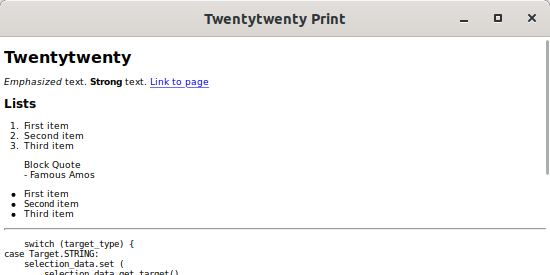 Twentytwenty Print
Twentytwenty
Emphasized text. Strong text. Link to page
Lists
1. First item
2. Second item
3. Third item
Block Quote
- Famous Amos
• First item
• Second item
• Third item
switch (target_type) {
case Target.STRING:
selection_data.set (
selection_data.get_target()